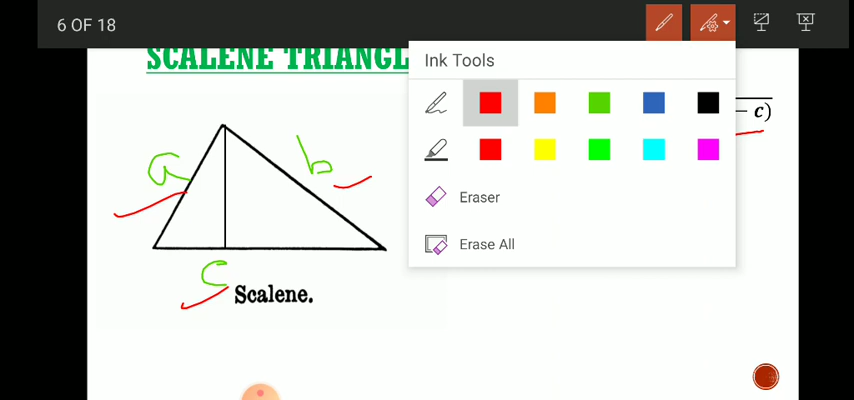 6 OF 18
SCALENE TRIANGL
Ink Tools
− c)
a
b
Eraser
Erase All
c
Scalene.